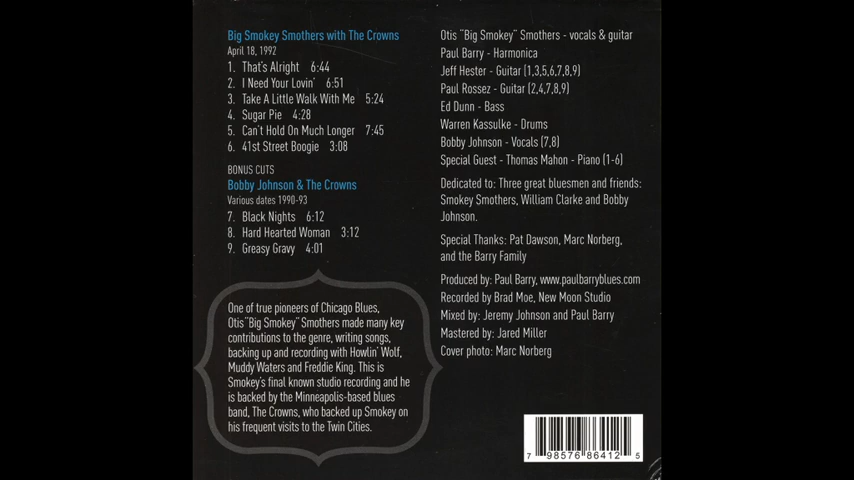 Big Smokey Smothers with The Crowns
April 18, 1992
1. That's Alright 6:44
2. I Need Your Lovin' 6:51
3. Take A Little Walk With Me 5:24
4. Sugar Pie 4:28
5. Can't Hold On Much Longer 7:45
6. 41st Street Boogie 3:08
BONUS CUTS
Bobby Johnson & The Crowns
Various dates 1990-93
7. Black Nights 6:12
8. Hard Hearted Woman 3:12
9. Greasy Gravy 4:01
One of true pioneers of Chicago Blues,
Otis "Big Smokey" Smothers made many key
contributions to the genre, writing songs,
backing up and recording with Howlin' Wolf,
Muddy Waters and Freddie King. This is
Smokey's final known studio recording and he
is backed by the Minneapolis-based blues
band, The Crowns, who backed up Smokey on
his frequent visits to the Twin Cities.
Otis "Big Smokey" Smothers - vocals & guitar
Paul Barry - Harmonica
Jeff Hester - Guitar (1,3,5,6,7,8,9)
Paul Rossez - Guitar (2,4,7,8,9)
Ed Dunn - Bass
Warren Kassulke - Drums
Bobby Johnson - Vocals (7,8)
Special Guest - Thomas Mahon - Piano (1-6)
Dedicated to: Three great bluesmen and friends:
Smokey Smothers, William Clarke and Bobby
Johnson.
Special Thanks: Pat Dawson, Marc Norberg,
and the Barry Family
Produced by: Paul Barry, www.paulbarryblues.com
Recorded by Brad Moe, New Moon Studio
Mixed by: Jeremy Johnson and Paul Barry
Mastered by: Jared Miller
Cover photo: Marc Norberg
7 98576 86412 5